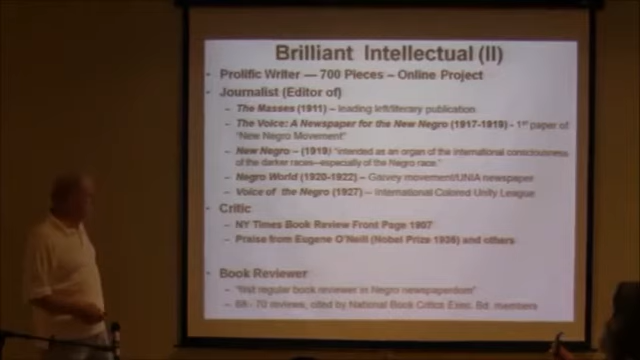 Brilliant Intellectual (II)
• Prolific Writer — 700 Pieces – Online Project
• Journalist (Editor of)
– The Masses (1911) – leading left/literary publication
– The Voice: A Newspaper for the New Negro (1917-1919) - 1st paper of
"New Negro Movement"
– New Negro – (1919) "intended as an organ of the international consciousness
of the darker races—especially of the Negro race."
– Negro World (1920-1922) – Garvey movement/UNIA newspaper
– Voice of the Negro (1927) – International Colored Unity League
• Critic
– NY Times Book Review Front Page 1907
– Praise from Eugene O'Neill (Nobel Prize 1936) and others
• Book Reviewer
– "first regular book reviewer in Negro newspaperdom"
– 70 reviews, cited by National Book Critics Exec. Bd. members